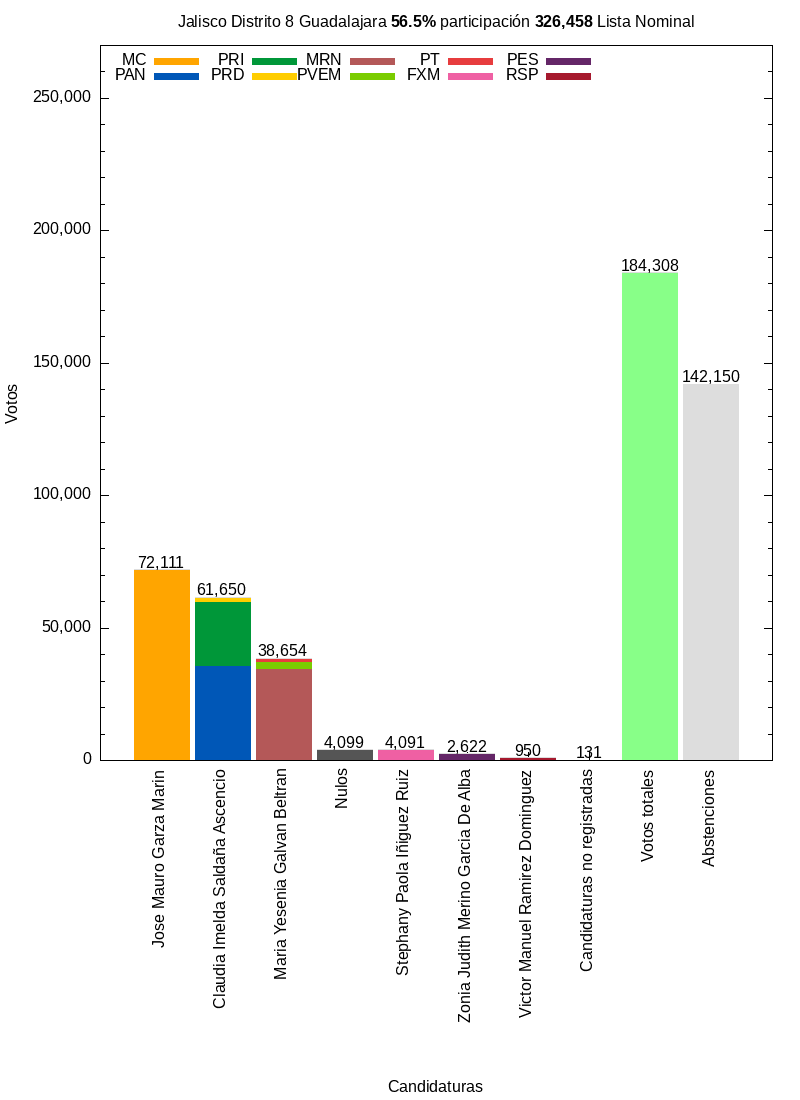 Jalisco Distrito 8 Guadalajara 56.5% participación 326,458 Lista Nominal
MC PRI MRN PT PES
PAN PRD PVEM FXM RSP
250,000
200,000
150,000
100,000
50,000
0
Votos
72,111
61,650
38,654
4,099
4,091
2,622
950
131
184,308
142,150
Jose Mauro Garza Marin
Claudia Imelda Saldaña Ascencio
Maria Yesenia Galvan Beltran
Nulos
Stephany Paola Iñiguez Ruiz
Zonia Judith Merino Garcia De Alba
Victor Manuel Ramirez Dominguez
Candidaturas no registradas
Votos totales
Abstenciones
Candidaturas